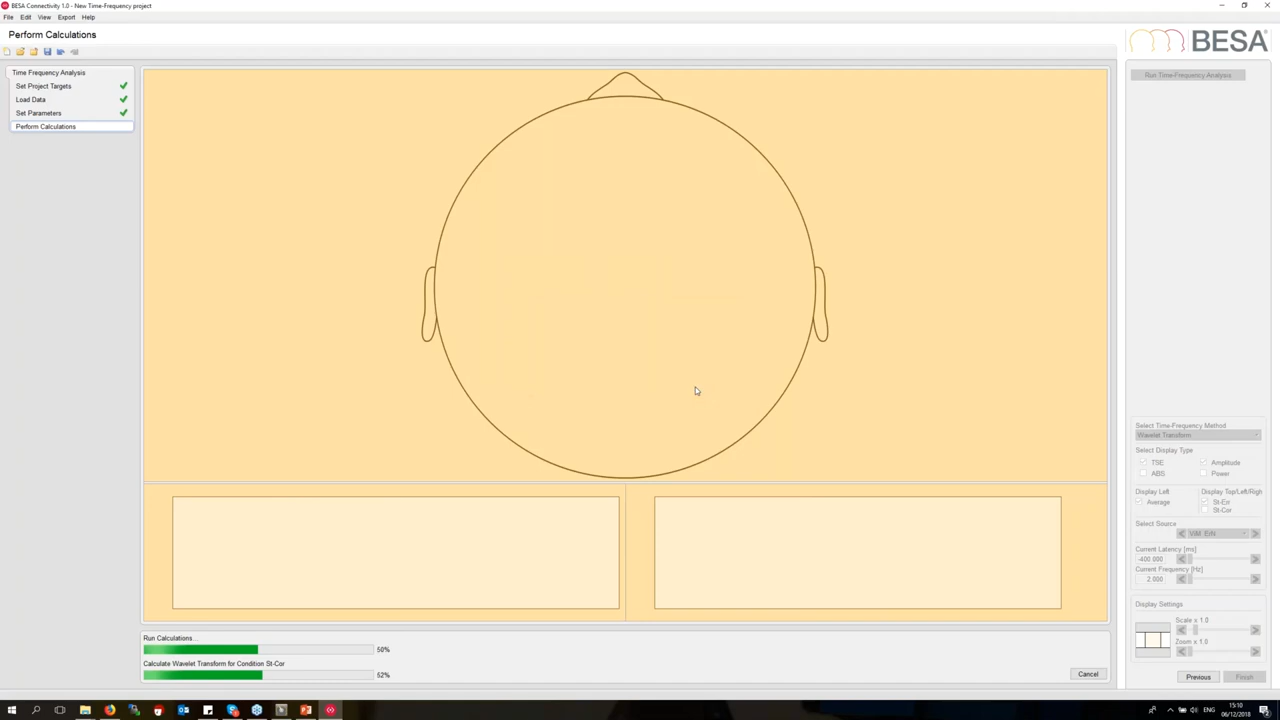 BESA Connectivity 1.0 - New Time-Frequency project
File Edit View Export Help
Perform Calculations
BESA
Time Frequency Analysis
Set Project Targets
Load Data
Set Parameters
Perform Calculations
Run Time-Frequency Analysis
Select Time-Frequency Method
Wavelet Transform
Select Display Type
TSE Amplitude
ABS Power
Display Left Display Top/Left/Righ
Average St-Err
St-Cor
Select Source
ViM_ErN
Current Latency [ms]
-400.000
Current Frequency [Hz]
2.000
Display Settings
Scale x 1.0
Zoom x 1.0
Run Calculations...
50%
Calculate Wavelet Transform for Condition St-Cor
52%
Cancel
Previous Finish
ENG
15:10
06/12/2018